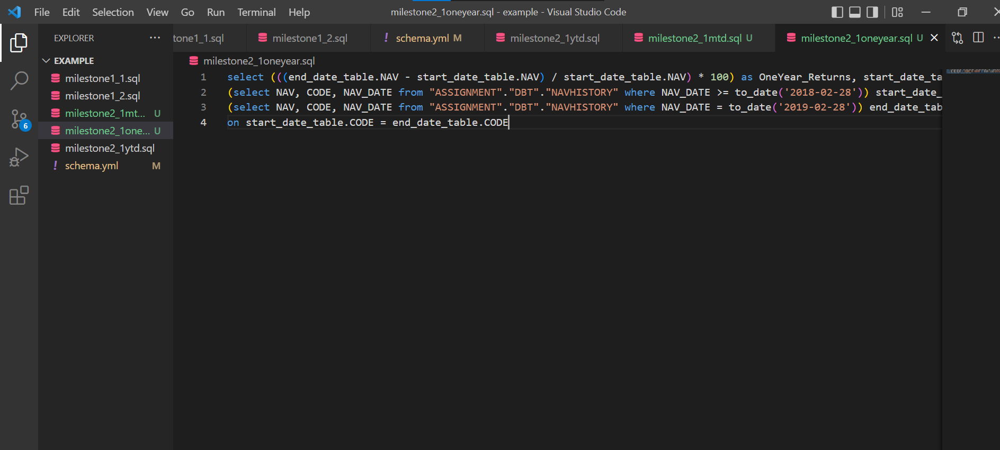 File Edit Selection View Go Run Terminal Help
milestone2_1oneyear.sql - example - Visual Studio Code
EXPLORER ···
tone1_1.sql
milestone1_2.sql
! schema.yml M
milestone2_1ytd.sql
milestone2_1mtd.sql U
milestone2_1oneyear.sql U
EXAMPLE
milestone1_1.sql
milestone1_2.sql
milestone2_1mt... U
milestone2_1one... U
milestone2_1ytd.sql
! schema.yml M
6
milestone2_1oneyear.sql
1 select (((end_date_table.NAV - start_date_table.NAV) / start_date_table.NAV) * 100) as OneYear_Returns, start_date_ta
2 (select NAV, CODE, NAV_DATE from "ASSIGNMENT"."DBT"."NAVHISTORY" where NAV_DATE >= to_date('2018-02-28')) start_date_
3 (select NAV, CODE, NAV_DATE from "ASSIGNMENT"."DBT"."NAVHISTORY" where NAV_DATE = to_date('2019-02-28')) end_date_tab
4 on start_date_table.CODE = end_date_table.CODE